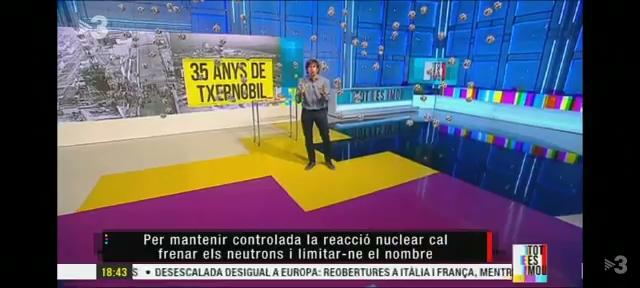 3
35 ANYS DE
TXERNÒBIL
TOT ES MOU
Per mantenir controlada la reacció nuclear cal
frenar els neutrons i limitar-ne el nombre
TOT
ES
MOU
18:43
DESESCALADA DESIGUAL A EUROPA: REOBERTURES A ITÀLIA I FRANÇA, MENTR
3